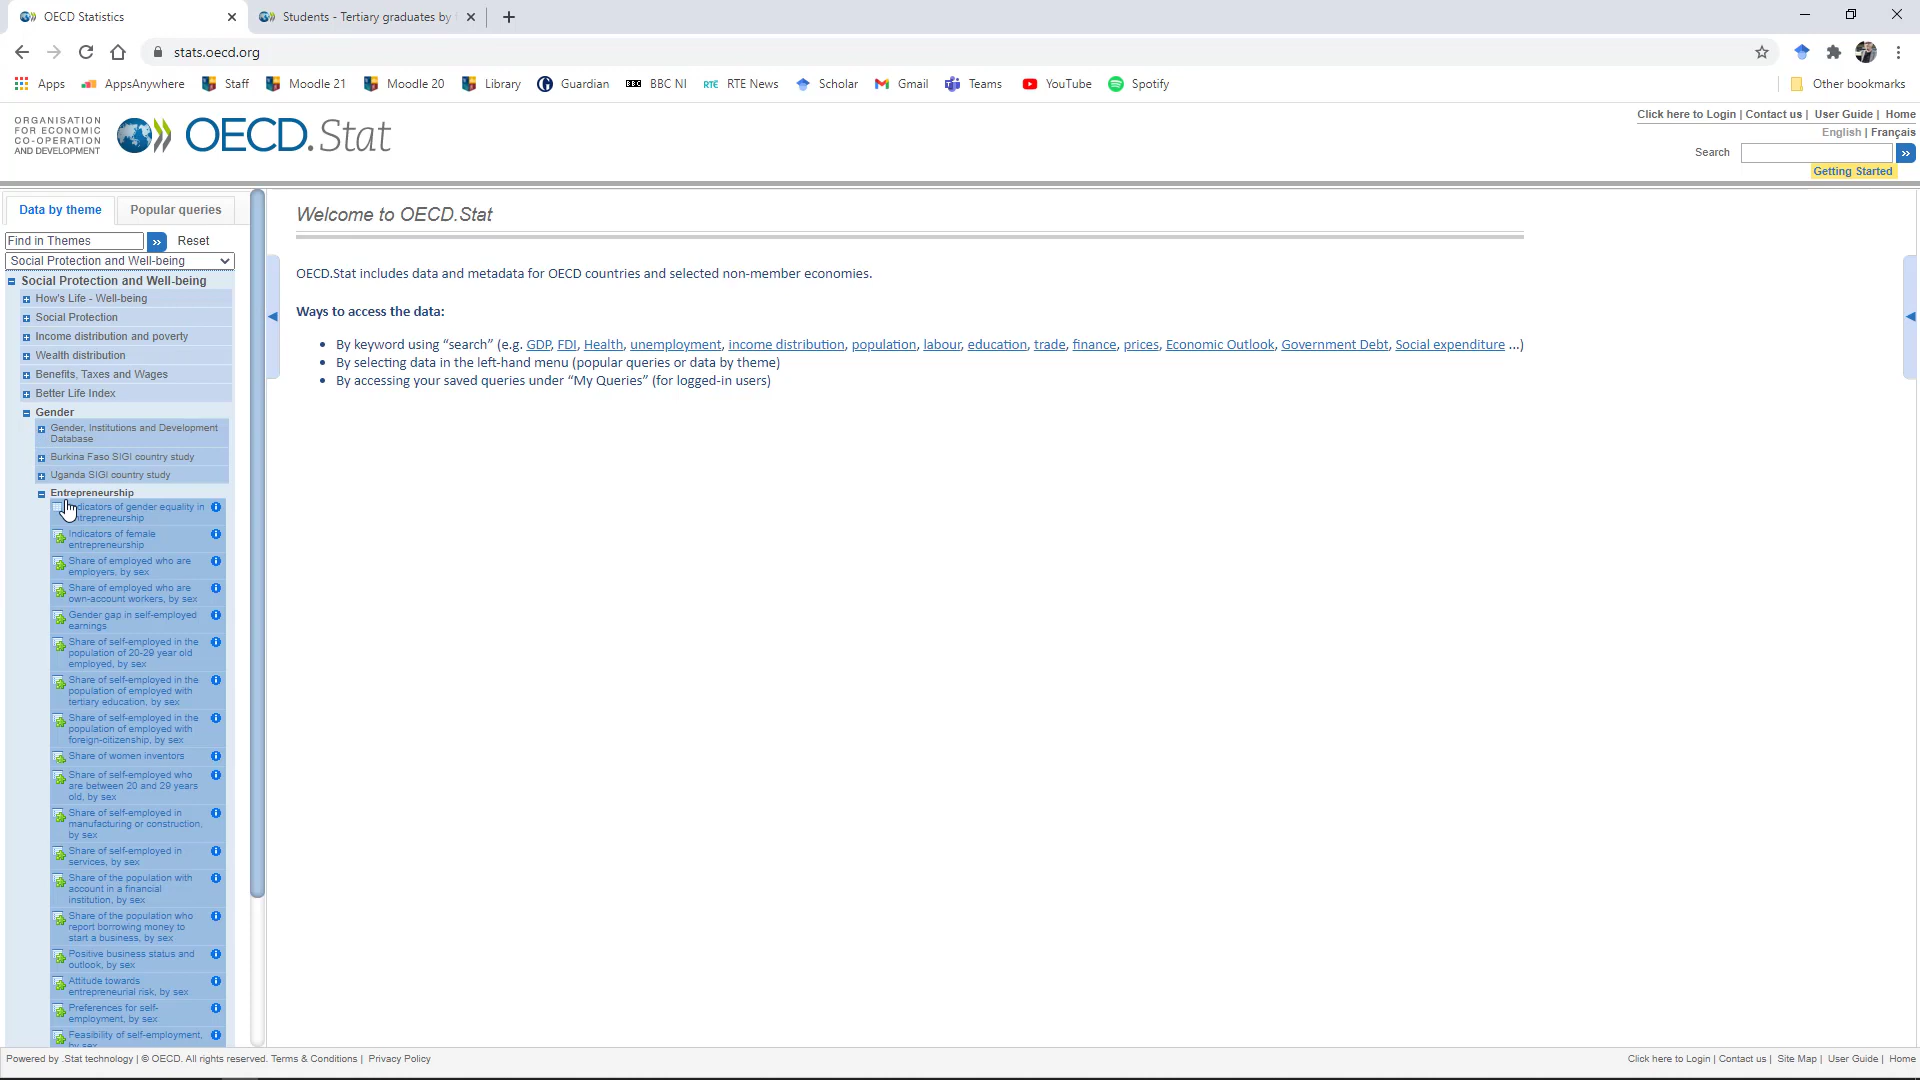 OECD Statistics
Students - Tertiary graduates by
stats.oecd.org
Apps AppsAnywhere Staff Moodle 21 Moodle 20 Library Guardian BBC BBC NI RTE RTE News Scholar Gmail Teams YouTube Spotify Other bookmarks
ORGANISATION
FOR ECONOMIC
CO-OPERATION
AND DEVELOPMENT
OECD.Stat
Click here to Login | Contact us | User Guide | Home
English | Français
Search »
Getting Started
Data by theme Popular queries
Find in Themes » Reset
Social Protection and Well-being
Social Protection and Well-being
How's Life - Well-being
Social Protection
Income distribution and poverty
Wealth distribution
Benefits, Taxes and Wages
Better Life Index
Gender
Gender, Institutions and Development
Database
Burkina Faso SIGI country study
Uganda SIGI country study
Entrepreneurship
of gender equality in
Indicators of female
entrepreneurship
Share of employed who are
employers, by sex
Share of employed who are
own-account workers, by sex
Gender gap in self-employed
earnings
Share of self-employed in the
population of 20-29 year old
employed, by sex
Share of self-employed in the
population of employed with
tertiary education, by sex
Share of self-employed in the
population of employed with
foreign-citizenship, by sex
Share of women inventors
Share of self-employed who
are between 20 and 29 years
old, by sex
Share of self-employed in
manufacturing or construction,
by sex
Share of self-employed in
services, by sex
Share of the population with
account in a financial
institution, by sex
Share of the population who
report borrowing money to
start a business, by sex
Positive business status and
outlook, by sex
Attitude towards
entrepreneurial risk, by sex
Preferences for self-
employment, by sex
Feasibility of self-employment,
by sex
Welcome to OECD.Stat
OECD.Stat includes data and metadata for OECD countries and selected non-member economies.
Ways to access the data:
• By keyword using “search” (e.g. GDP, FDI, Health, unemployment, income distribution, population, labour, education, trade, finance, prices, Economic Outlook, Government Debt, Social expenditure ...)
• By selecting data in the left-hand menu (popular queries or data by theme)
• By accessing your saved queries under “My Queries” (for logged-in users)
Powered by .Stat technology | © OECD. All rights reserved. Terms & Conditions | Privacy Policy
Click here to Login | Contact us | Site Map | User Guide | Home